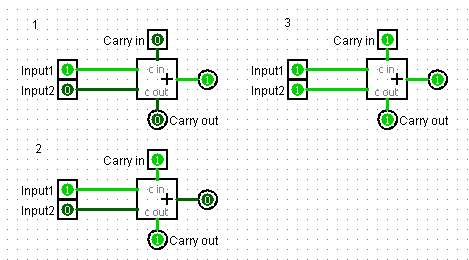 1
Carry in 0
Input1 1
c in
+ 1
Input2 0
c out
0 Carry out
3
Carry in 1
Input1 1
c in
+ 1
Input2 1
c out
1 Carry out
2
Carry in 1
Input1 1
c in
+ 0
Input2 0
c out
1 Carry out